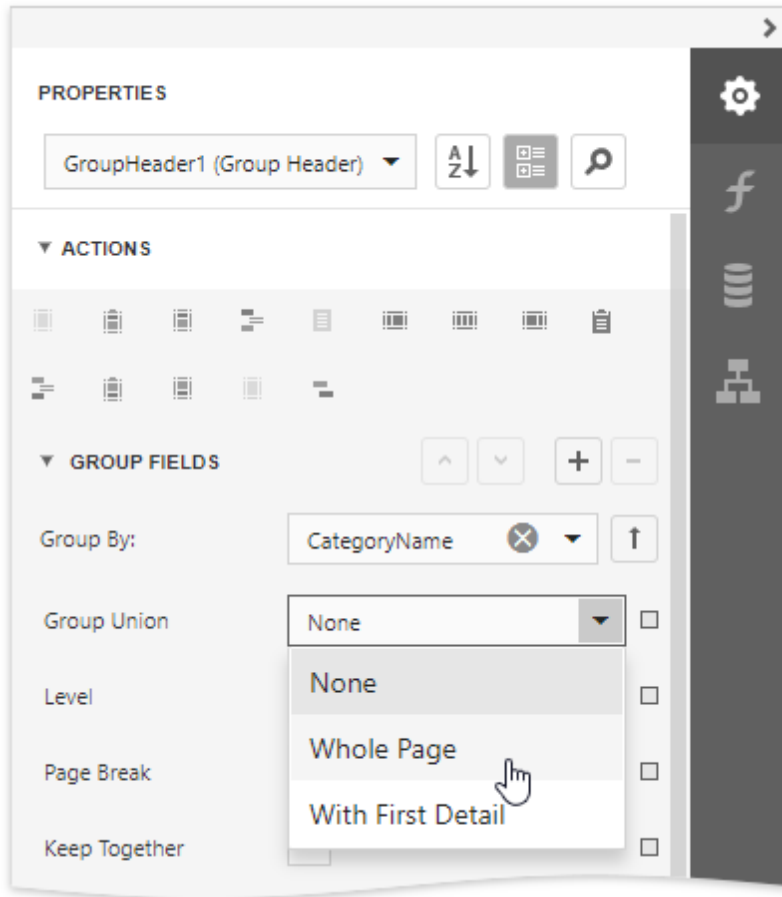 PROPERTIES
GroupHeader1 (Group Header)
A
Z
ACTIONS
GROUP FIELDS
Group By:
CategoryName
Group Union
None
None
Level
Whole Page
Page Break
With First Detail
Keep Together